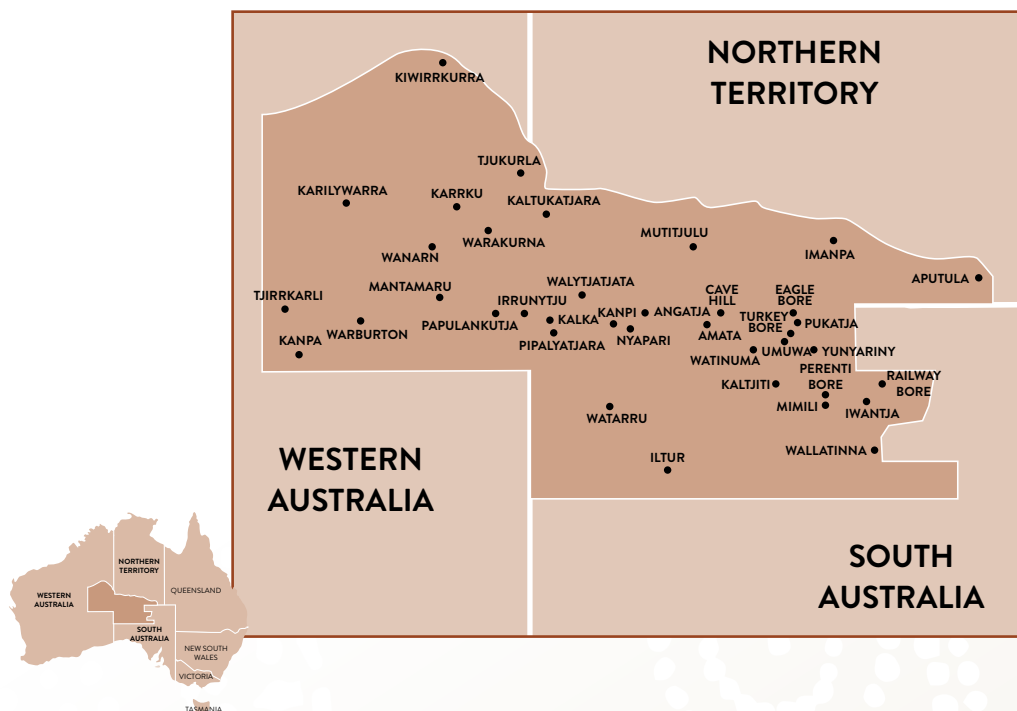 NORTHERN
TERRITORY
KIWIRRKURRA
TJUKURLA
KARILYWARRA
KARRKU
KALTUKATJARA
WARAKURNA
MUTITJULU
WANARN
IMANPA
APUTULA
WALYTJATJATA
MANTAMARU
CAVE
HILL
EAGLE
BORE
TJIRRKARLI
IRRUNYTJU
KANPI
ANGATJA
TURKEY
BORE
PUKATJA
WARBURTON
PAPULANKUTJA
KALKA
AMATA
KANPA
PIPALYATJARA
NYAPARI
WATINUMA
UMUWA
YUNYARINY
PERENTI
BORE
RAILWAY
BORE
KALTJITI
MIMILI
IWANTJA
WATARRU
WALLATINNA
ILTUR
WESTERN
AUSTRALIA
SOUTH
AUSTRALIA
NORTHERN
TERRITORY
WESTERN
AUSTRALIA
QUEENSLAND
SOUTH
AUSTRALIA
NEW SOUTH
WALES
VICTORIA
TASMANIA